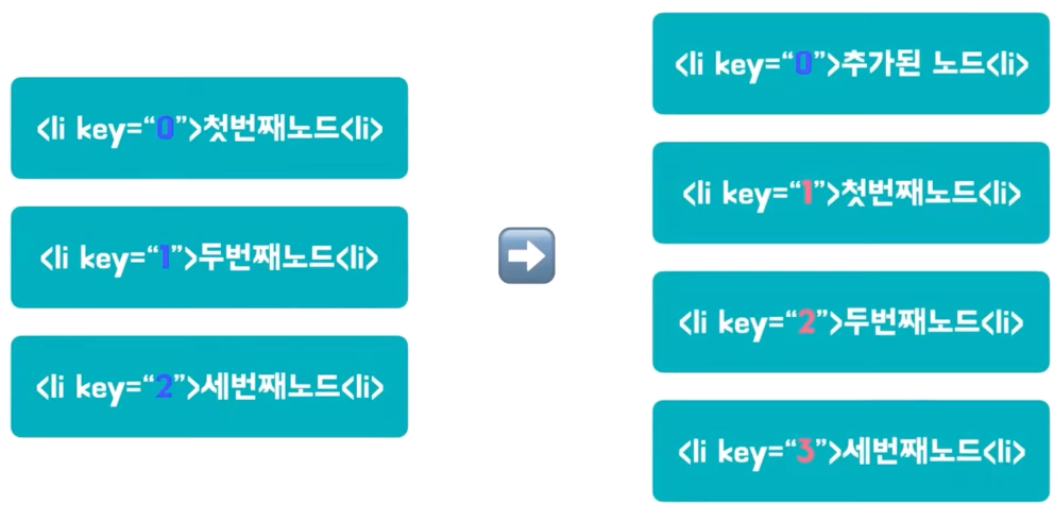 <li key=“0”>첫번째노드<li>
<li key=“1”>두번째노드<li>
<li key=“2”>세번째노드<li>
<li key=“0”>추가된 노드<li>
<li key=“1”>첫번째노드<li>
<li key=“2”>두번째노드<li>
<li key=“3”>세번째노드<li>